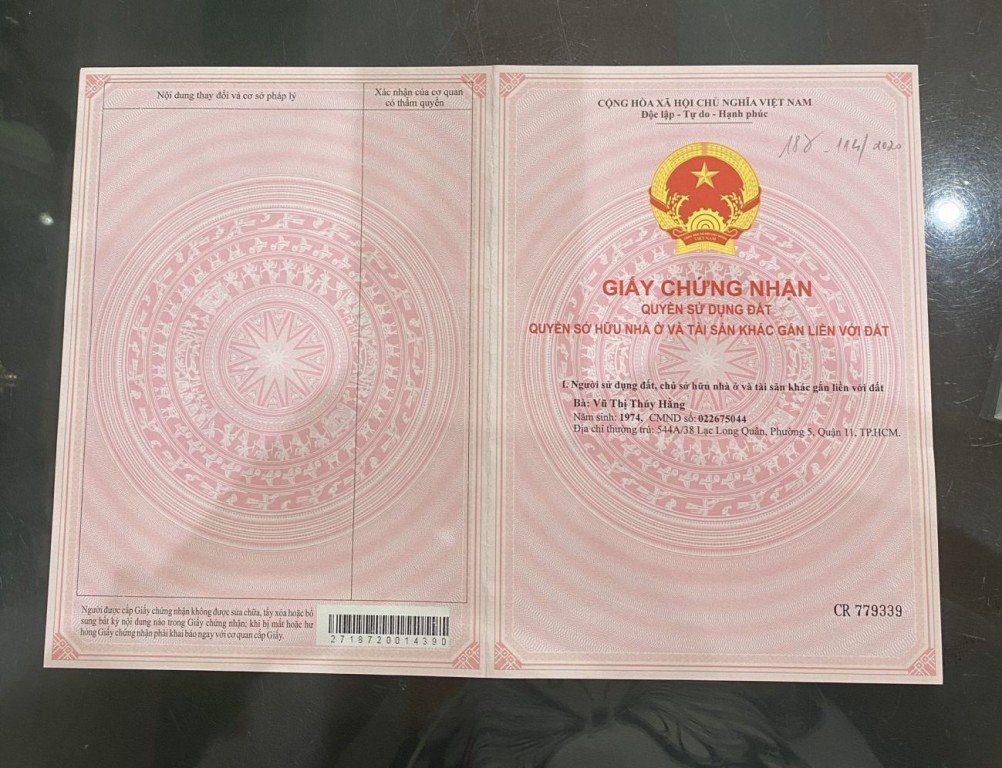 Nội dung thay đổi và cơ sở pháp lý
Xác nhận của cơ quan
có thẩm quyền
Người được cấp Giấy chứng nhận không được sửa chữa, tẩy xóa hoặc bổ
sung bất kỳ nội dung nào trong Giấy chứng nhận; khi bị mất hoặc hư
hỏng Giấy chứng nhận phải khai báo ngay với cơ quan cấp Giấy.
2718720014390
CỘNG HÒA XÃ HỘI CHỦ NGHĨA VIỆT NAM
Độc lập - Tự do - Hạnh phúc
VIỆT NAM
GIẤY CHỨNG NHẬN
QUYỀN SỬ DỤNG ĐẤT
QUYỀN SỞ HỮU NHÀ Ở VÀ TÀI SẢN KHÁC GẮN LIỀN VỚI ĐẤT
I. Người sử dụng đất, chủ sở hữu nhà ở và tài sản khác gắn liền với đất
Bà: Vũ Thị Thúy Hằng
Năm sinh: 1974, CMND số: 022675044
Địa chỉ thường trú: 544A/38 Lạc Long Quân, Phường 5, Quận 11, TP.HCM.
CR 779339